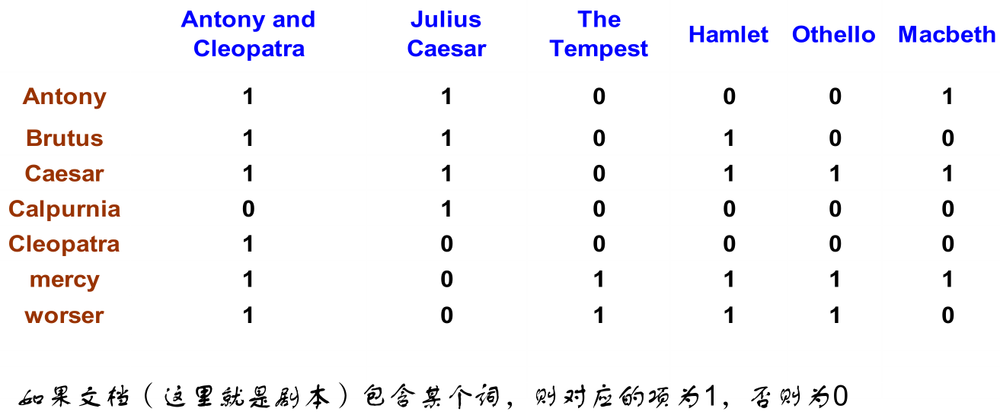 Antony and Cleopatra Julius Caesar The Tempest Hamlet Othello Macbeth
Antony 1 1 0 0 0 1
Brutus 1 1 0 1 0 0
Caesar 1 1 0 1 1 1
Calpurnia 0 1 0 0 0 0
Cleopatra 1 0 0 0 0 0
mercy 1 0 1 1 1 1
worser 1 0 1 1 1 0
如果文档（这里就是剧本）包含某个词，则对应的项为1，否则为0